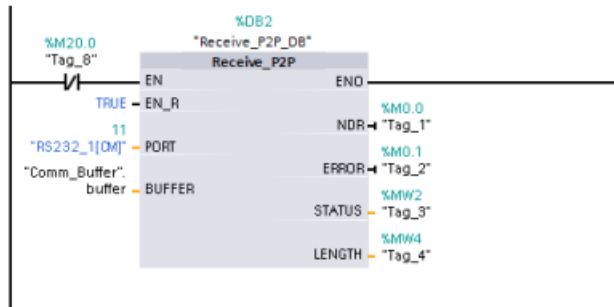 %DB2
%M20.0
"Tag_8"
"Receive_P2P_DB"
Receive_P2P
EN
ENO
TRUE
EN_R
%M0.0
NDR
"Tag_1"
11
"RS232_1[CM]"
PORT
%M0.1
ERROR
"Tag_2"
"Comm_Buffer".
buffer
BUFFER
%MW2
STATUS
"Tag_3"
%MW4
LENGTH
"Tag_4"